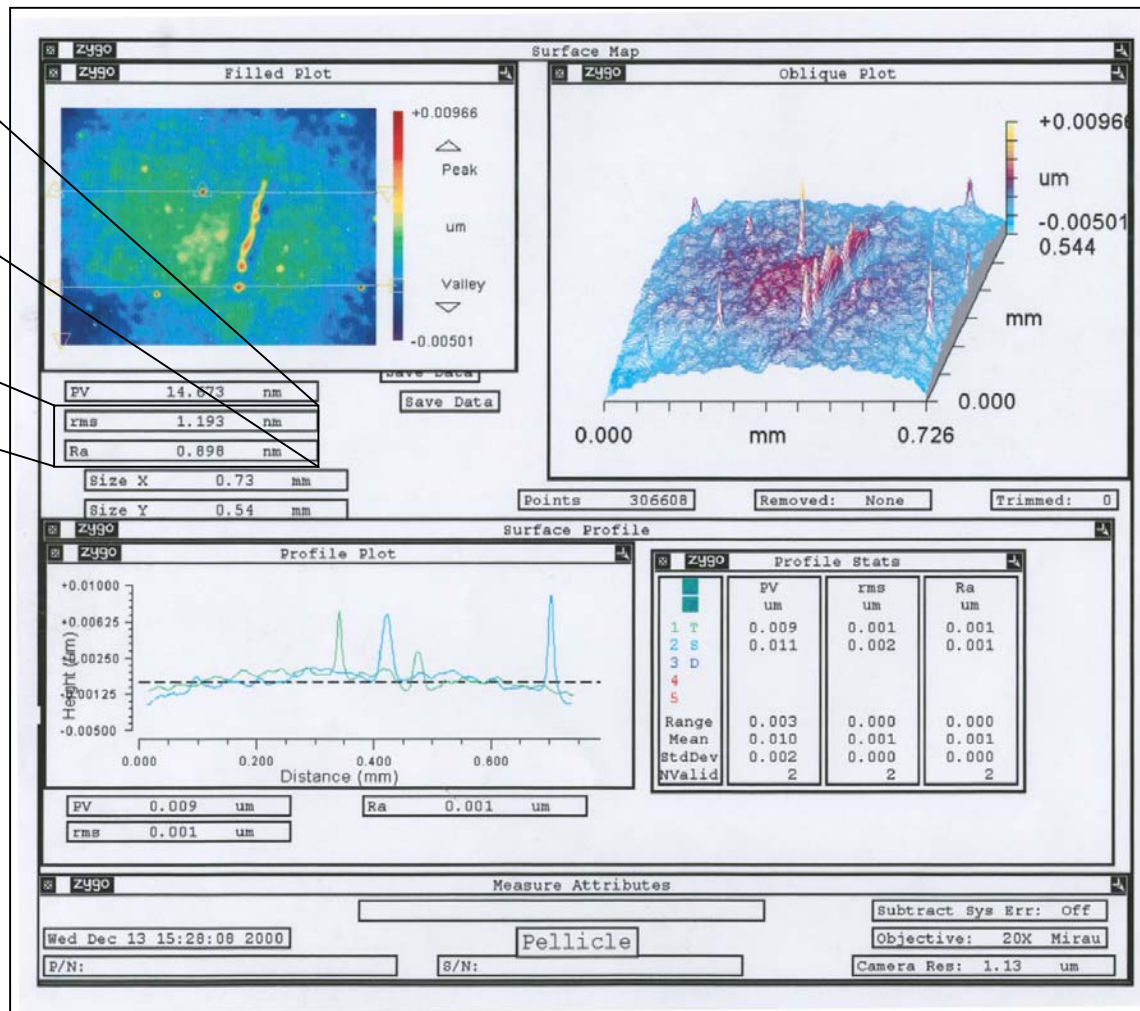 zygo Surface Map
zygo Filled Plot
+0.00966
Peak
um
Valley
-0.00501
zygo Oblique Plot
+0.00966
um
-0.00501
0.544
mm
0.000
0.000 mm 0.726
Save Data
Save Data
PV 14.673 nm
rms 1.193 nm
Ra 0.898 nm
Size X 0.73 mm
Size Y 0.54 mm
Points 306608 Removed: None Trimmed: 0
zygo Surface Profile
zygo Profile Plot
+0.01000
+0.00625
+0.00250
-0.00125
-0.00500
Height (um)
0.000 0.200 0.400 0.600
Distance (mm)
zygo Profile Stats
PV rms Ra
um um um
1 T 0.009 0.001 0.001
2 S 0.011 0.002 0.001
3 D
4
5
Range 0.003 0.000 0.000
Mean 0.010 0.001 0.001
StdDev 0.002 0.000 0.000
NValid 2 2 2
PV 0.009 um Ra 0.001 um
rms 0.001 um
zygo Measure Attributes
Subtract Sys Err: Off
Wed Dec 13 15:28:08 2000 Pellicle Objective: 20X Mirau
P/N: S/N: Camera Res: 1.13 um